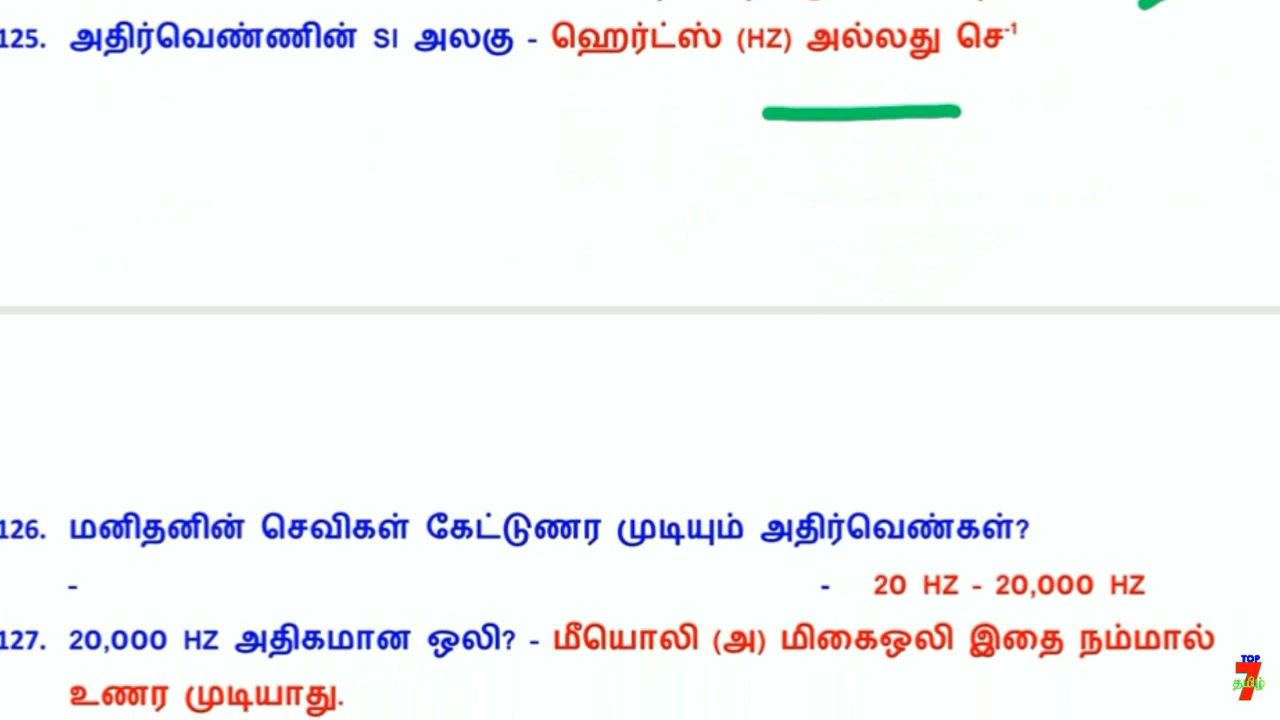 125. அதிர்வெண்ணின் SI அலகு - ஹெர்ட்ஸ் (HZ) அல்லது செ⁻¹
126. மனிதனின் செவிகள் கேட்டுணர முடியும் அதிர்வெண்கள்?
- - 20 HZ - 20,000 HZ
127. 20,000 HZ அதிகமான ஒலி? - மீயொலி (அ) மிகைஒலி இதை நம்மால்
உணர முடியாது.
TOP
7
தமிழ்